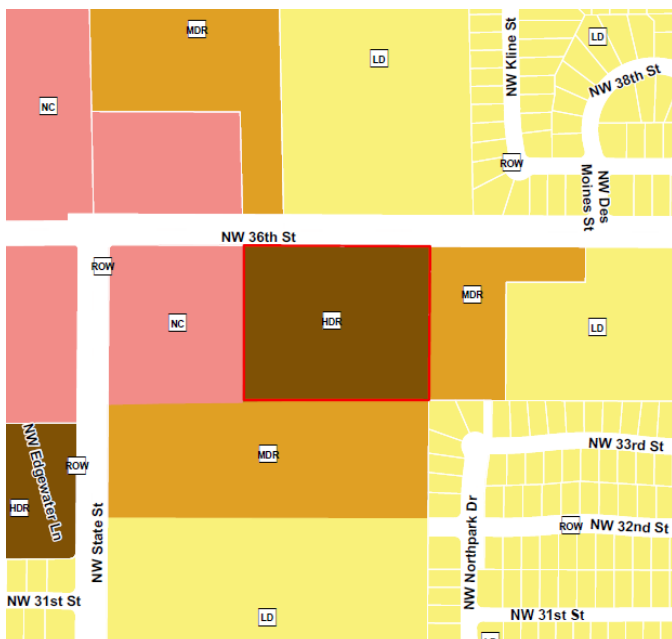 MDR
LD
LD
NC
NW Kline St
NW 38th St
ROW
NW Des
Moines St
NW 36th St
ROW
NC
HDR
MDR
LD
NW Edgewater Ln
ROW
HDR
NW State St
MDR
NW 33rd St
NW Northpark Dr
ROW
NW 32nd St
NW 31st St
LD
NW 31st St